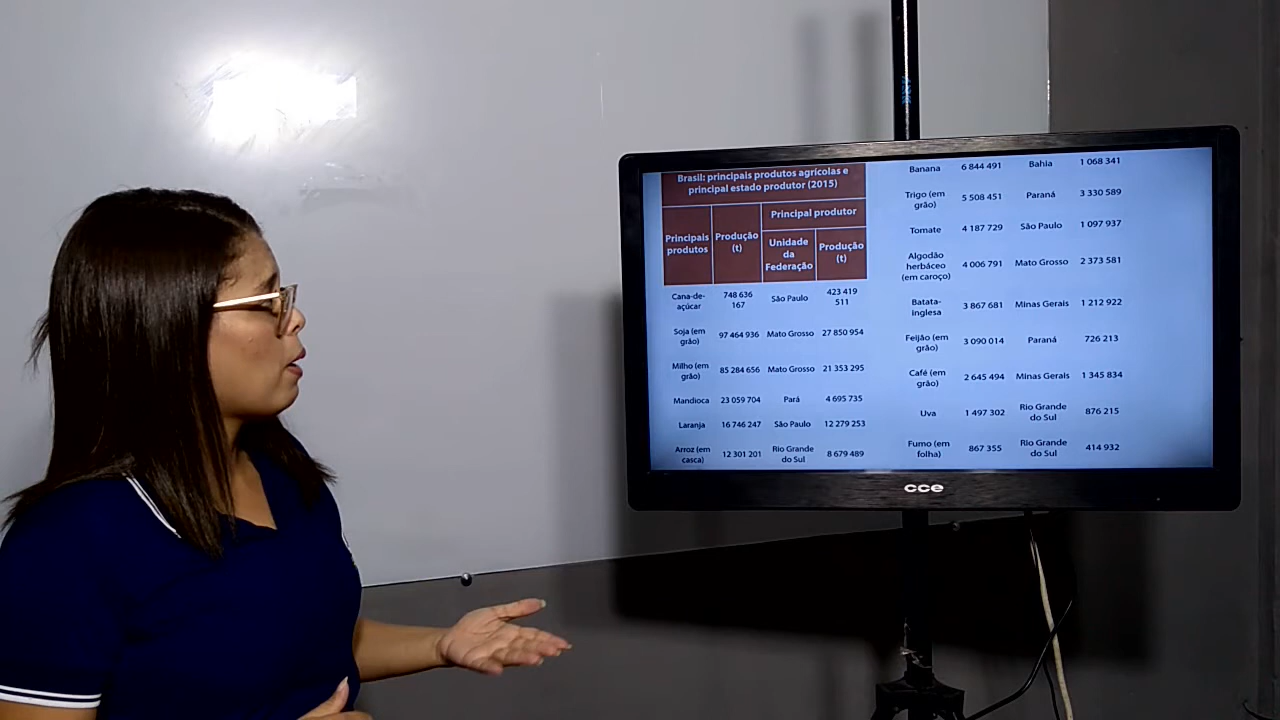 Brasil: principais produtos agrícolas e
principal estado produtor (2015)
Principais
produtos
Produção
(t)
Principal produtor
Unidade
da
Federação
Produção
(t)
Cana-de-
açúcar
748 636
167
São Paulo
423 419
511
Soja (em
grão)
97 464 936
Mato Grosso
27 850 954
Milho (em
grão)
85 284 656
Mato Grosso
21 353 295
Mandioca
23 059 704
Pará
4 695 735
Laranja
16 746 247
São Paulo
12 279 253
Arroz (em
casca)
12 301 201
Rio Grande
do Sul
8 679 489
Banana
6 844 491
Bahia
1 068 341
Trigo (em
grão)
5 508 451
Paraná
3 330 589
Tomate
4 187 729
São Paulo
1 097 937
Algodão
herbáceo
(em caroço)
4 006 791
Mato Grosso
2 373 581
Batata-
inglesa
3 867 681
Minas Gerais
1 212 922
Feijão (em
grão)
3 090 014
Paraná
726 213
Café (em
grão)
2 645 494
Minas Gerais
1 345 834
Uva
1 497 302
Rio Grande
do Sul
876 215
Fumo (em
folha)
867 355
Rio Grande
do Sul
414 932
cce